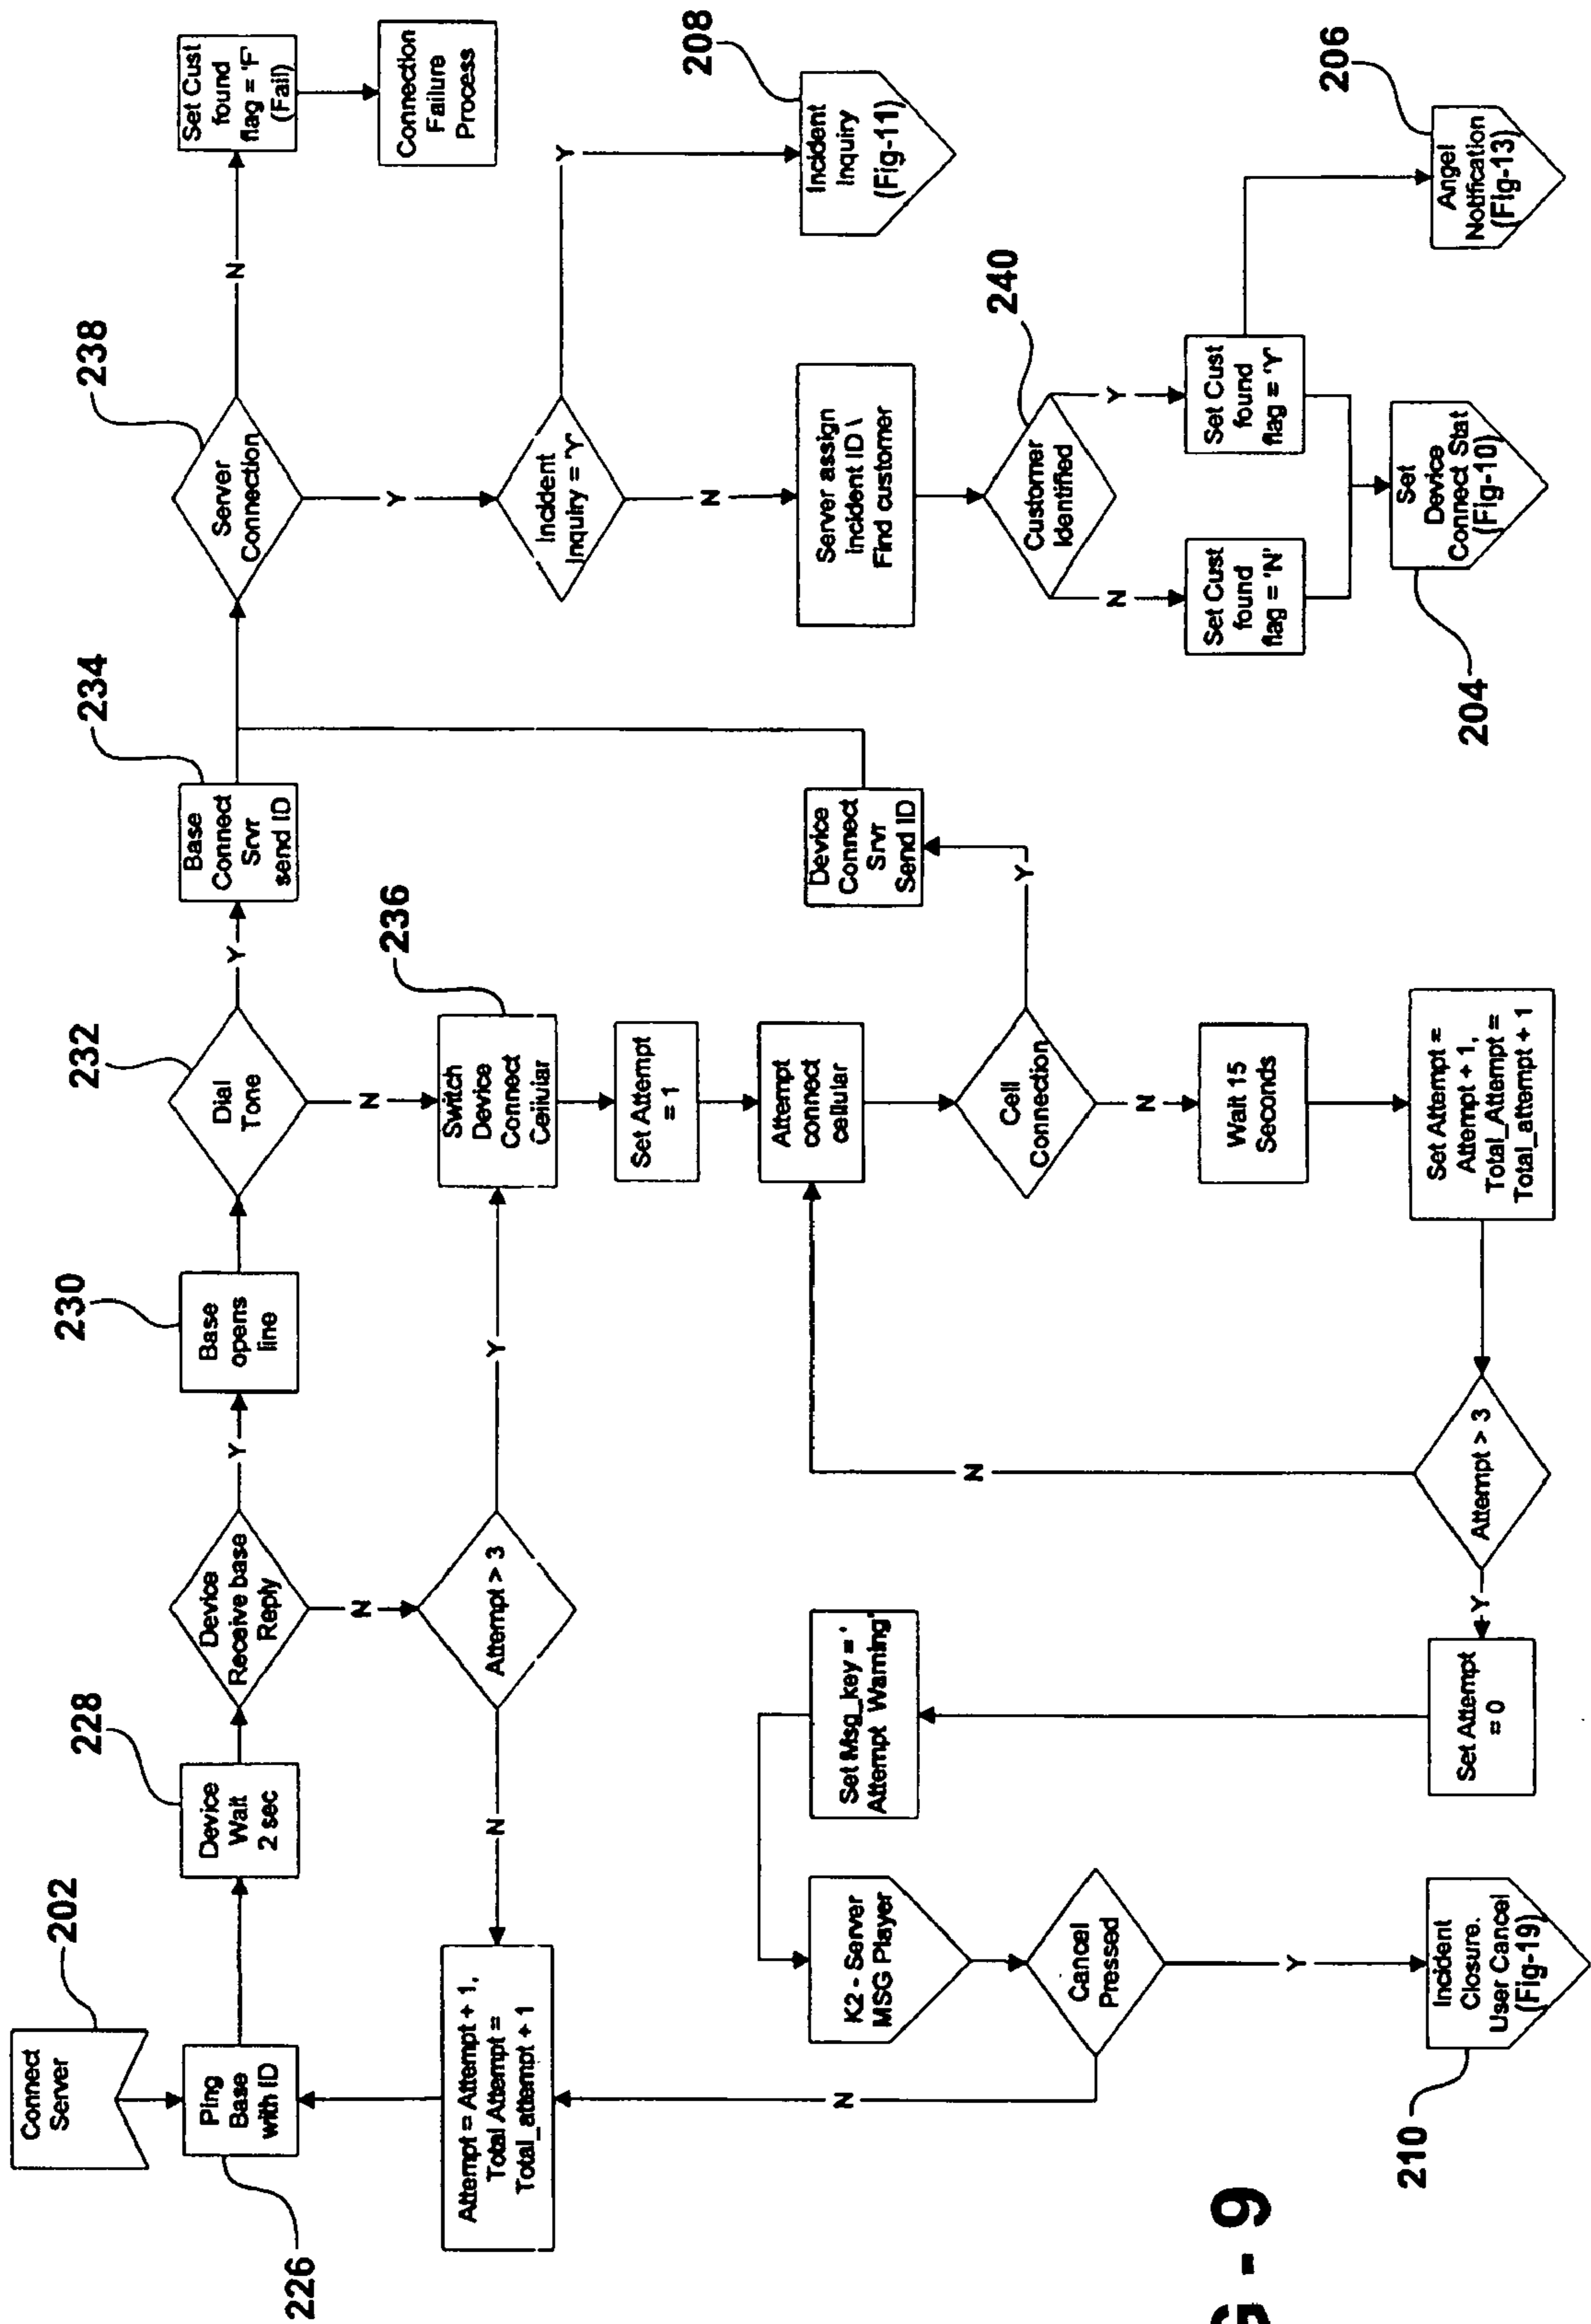 Connect
Server
202
Ping
Base
with ID
226
Device
Wait
2 sec
228
Device
Receive base
Reply
Y
N
Base
opens
line
230
Dial
Tone
232
Y
N
Base
Connect
Srvr
send ID
234
Server
Connection
238
N
Y
Set Cust
found
flag = 'F'
(Fail)
Connection
Failure
Process
Attempt > 3
N
Y
Attempt = Attempt + 1,
Total Attempt =
Total_attempt + 1
Switch
Device
Connect
Cellular
236
Set Attempt
= 1
Attempt
connect
cellular
Cell
Connection
Y
N
Device
Connect
Srvr
Send ID
Wait 15
Seconds
Set Attempt =
Attempt + 1,
Total_Attempt =
Total_attempt + 1
Attempt > 3
N
Y
Set Attempt
= 0
Set Msg_key = '
Attempt Warning'
K2 - Server
MSG Player
Cancel
Pressed
N
Y
Incident
Closure.
User Cancel
(Fig-19)
210
Incident
Inquiry = 'Y'
Y
N
Incident
Inquiry
(Fig-11)
208
Server assign
incident ID \
Find customer
Customer
Identified
240
N
Y
Set Cust
found
flag = 'N'
Set Cust
found
flag = 'Y'
Set
Device
Connect Stat
(Fig-10)
204
Angel
Notification
(Fig-13)
206
G - 9